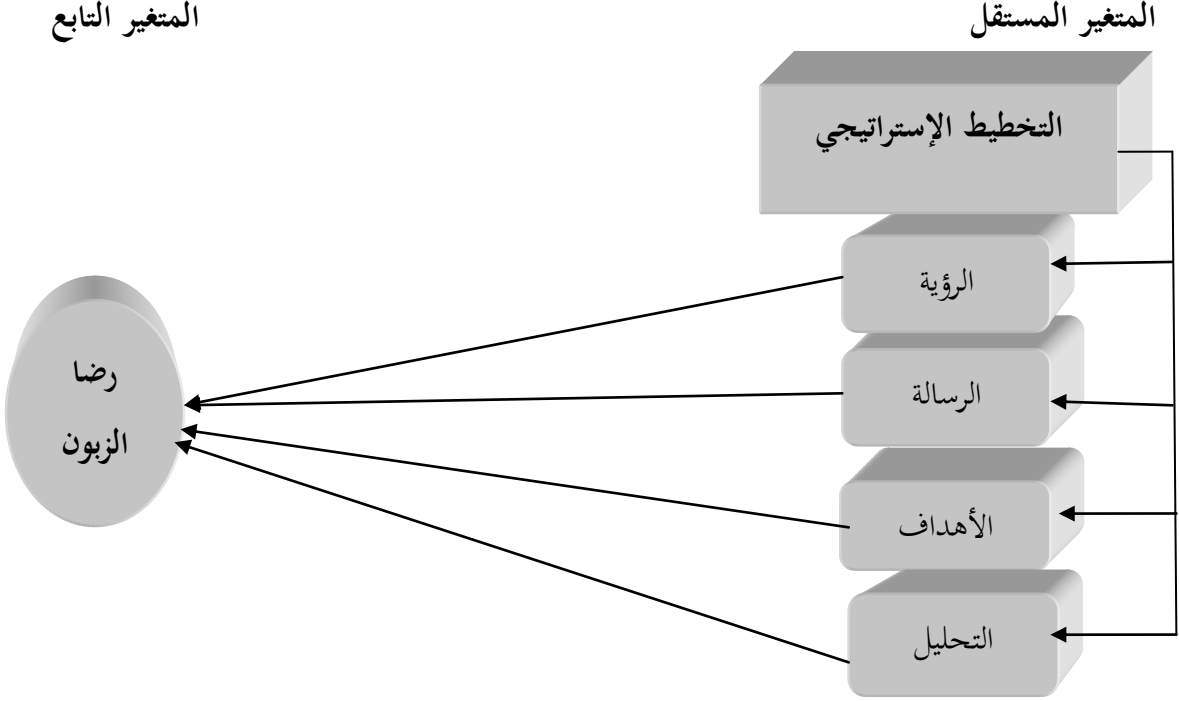 المتغير المستقل
المتغير التابع
التخطيط الإستراتيجي
الرؤية
الرسالة
الأهداف
التحليل
رضا
الزبون